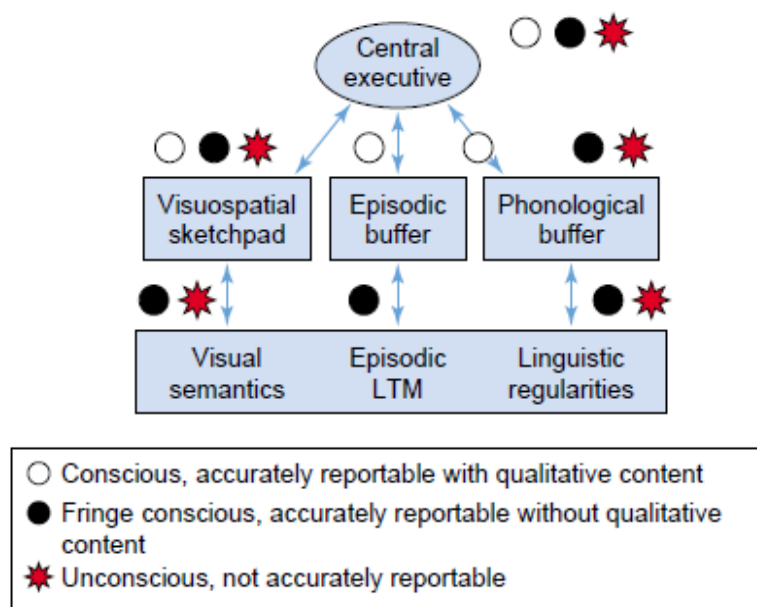 Central
executive
Visuospatial
sketchpad
Episodic
buffer
Phonological
buffer
Visual
semantics
Episodic
LTM
Linguistic
regularities
Conscious, accurately reportable with qualitative content
Fringe conscious, accurately reportable without qualitative
content
Unconscious, not accurately reportable